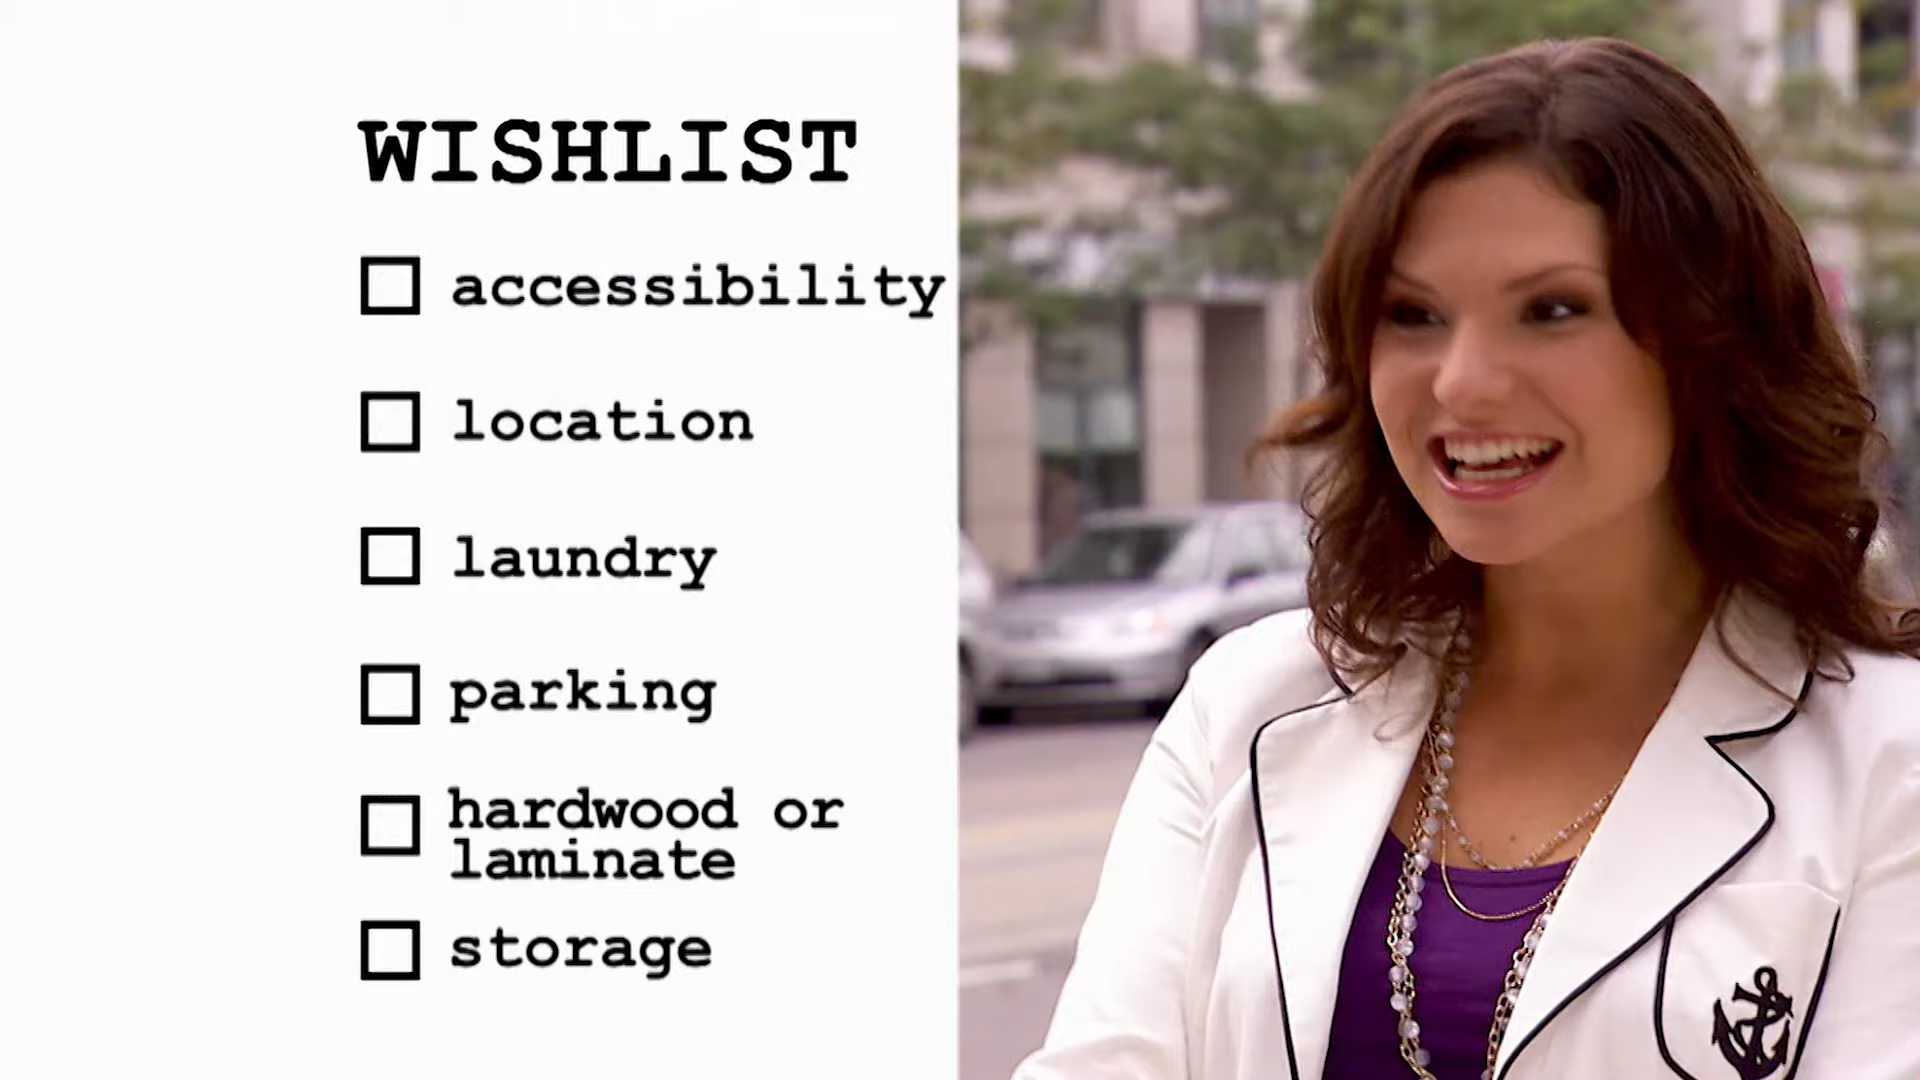 WISHLIST
accessibility
location
laundry
parking
hardwood or
laminate
storage